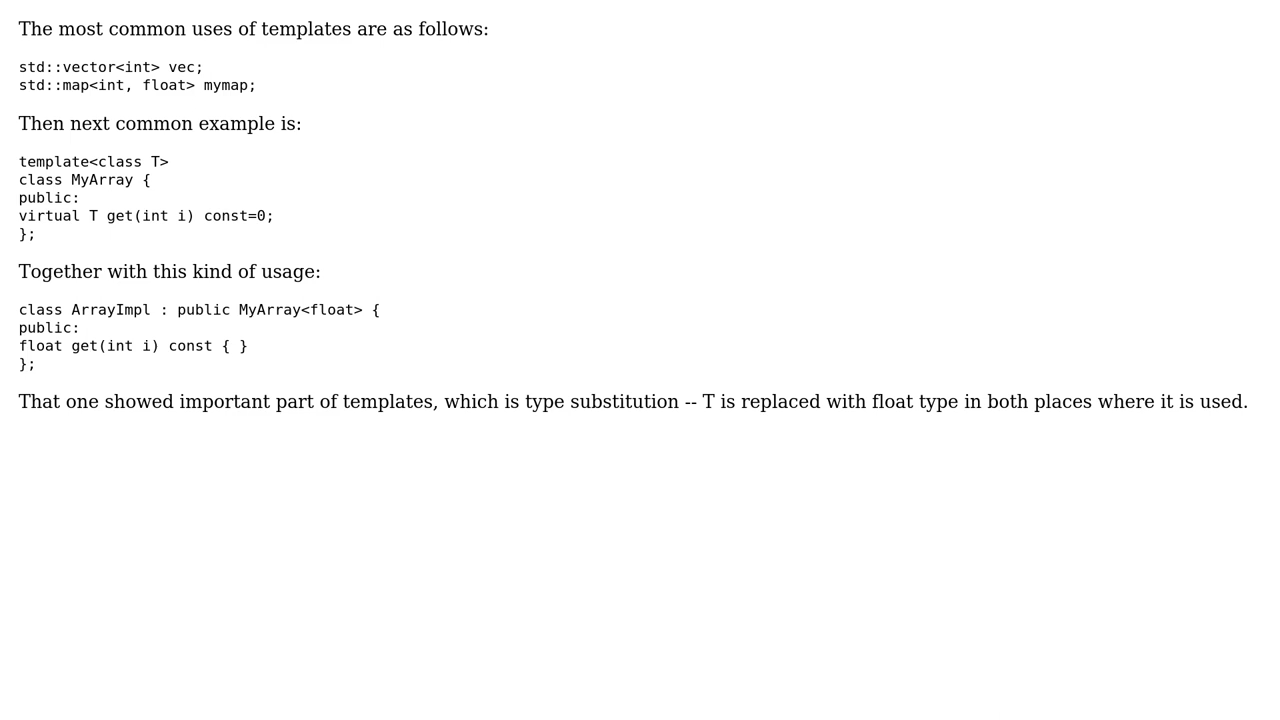 The most common uses of templates are as follows:
std::vector<int> vec;
std::map<int, float> mymap;
Then next common example is:
template<class T>
class MyArray {
public:
virtual T get(int i) const=0;
};
Together with this kind of usage:
class ArrayImpl : public MyArray<float> {
public:
float get(int i) const { }
};
That one showed important part of templates, which is type substitution -- T is replaced with float type in both places where it is used.